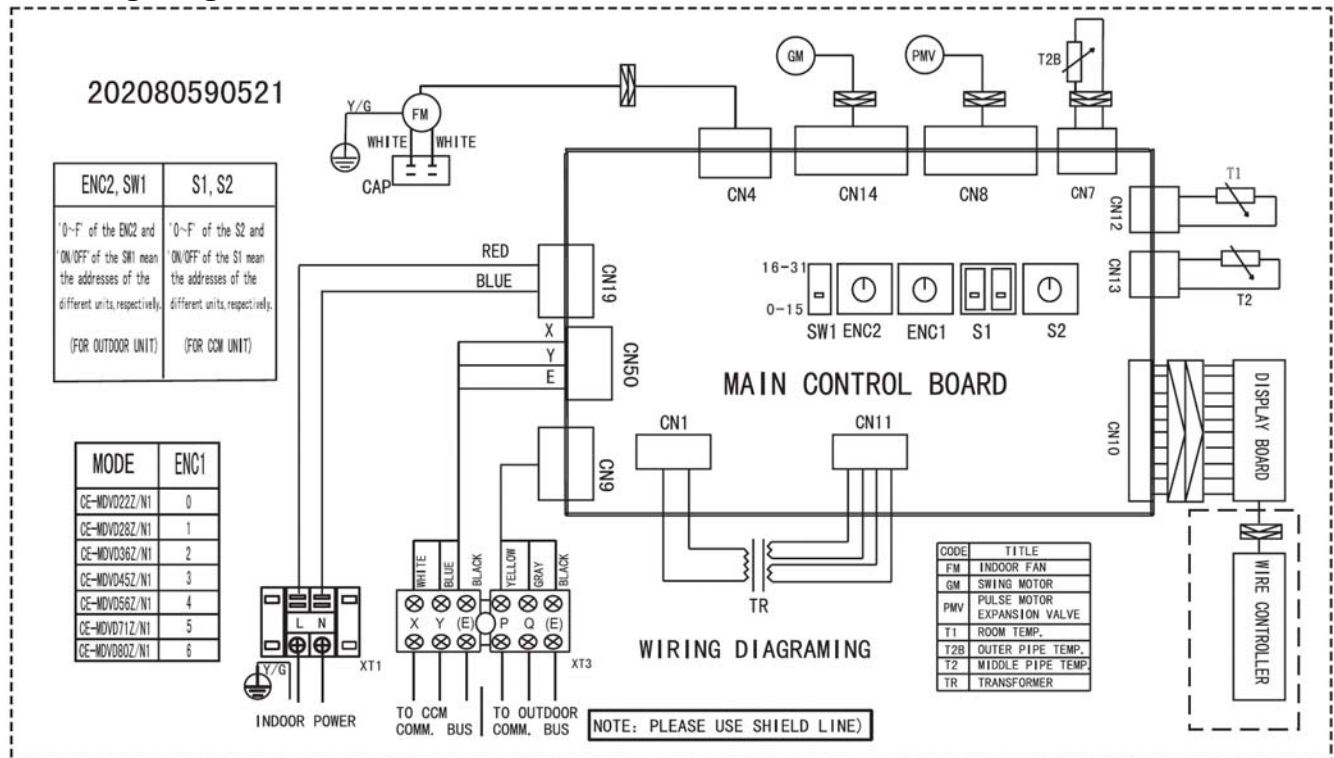 202080590521
ENC2, SW1
'0~F' of the ENC2 and
'ON/OFF' of the SW1 mean
the addresses of the
different units, respectively.
(FOR OUTDOOR UNIT)
S1, S2
'0~F' of the S2 and
'ON/OFF' of the S1 mean
the addresses of the
different units, respectively.
(FOR CCM UNIT)
MODE ENC1
CE-MDVD22Z/N1 0
CE-MDVD28Z/N1 1
CE-MDVD36Z/N1 2
CE-MDVD45Z/N1 3
CE-MDVD56Z/N1 4
CE-MDVD71Z/N1 5
CE-MDVD80Z/N1 6
Y/G
FM
WHITE WHITE
CAP
GM
PMV
T2B
CN4
CN14
CN8
CN7
CN12
T1
CN13
T2
RED
BLUE
CN19
X
Y
E
CN50
CN9
16-31
0-15
SW1 ENC2 ENC1 S1 S2
MAIN CONTROL BOARD
CN1
CN11
TR
CN10
DISPLAY BOARD
WIRE CONTROLLER
WHITE BLUE BLACK YELLOW GRAY BLACK
X Y (E) P Q (E)
XT3
L N
XT1
Y/G
INDOOR POWER
TO CCM
COMM. BUS
TO OUTDOOR
COMM. BUS
WIRING DIAGRAMING
NOTE: PLEASE USE SHIELD LINE)
CODE TITLE
FM INDOOR FAN
GM SWING MOTOR
PMV PULSE MOTOR
EXPANSION VALVE
T1 ROOM TEMP.
T2B OUTER PIPE TEMP.
T2 MIDDLE PIPE TEMP.
TR TRANSFORMER